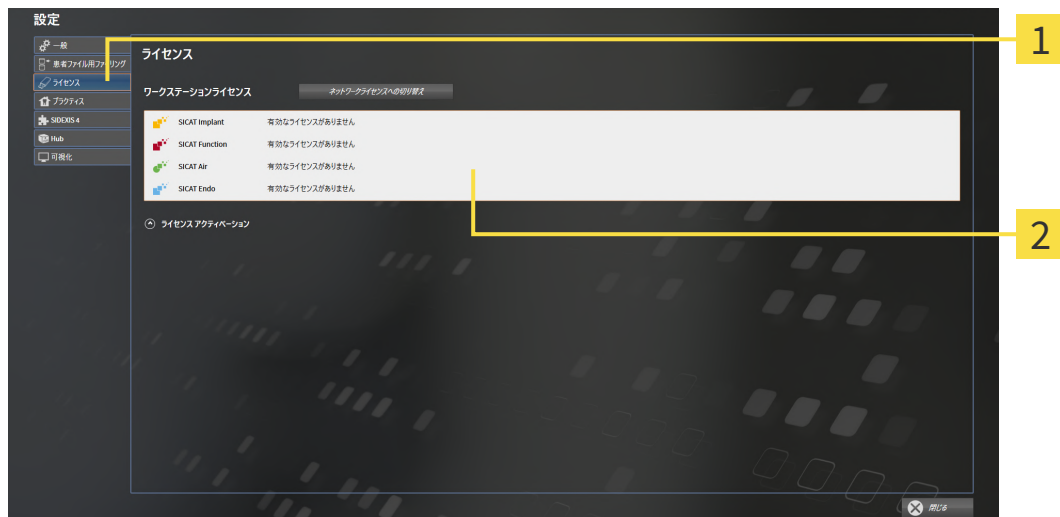 設定
一般
患者ファイル用ファイリング
ライセンス
プラクティス
SIDEXIS 4
Hub
可視化
ライセンス
ワークステーションライセンス
ネットワークライセンスへの切り替え
SICAT Implant 有効なライセンスがありません
SICAT Function 有効なライセンスがありません
SICAT Air 有効なライセンスがありません
SICAT Endo 有効なライセンスがありません
ライセンス アクティベーション
閉じる
1
2